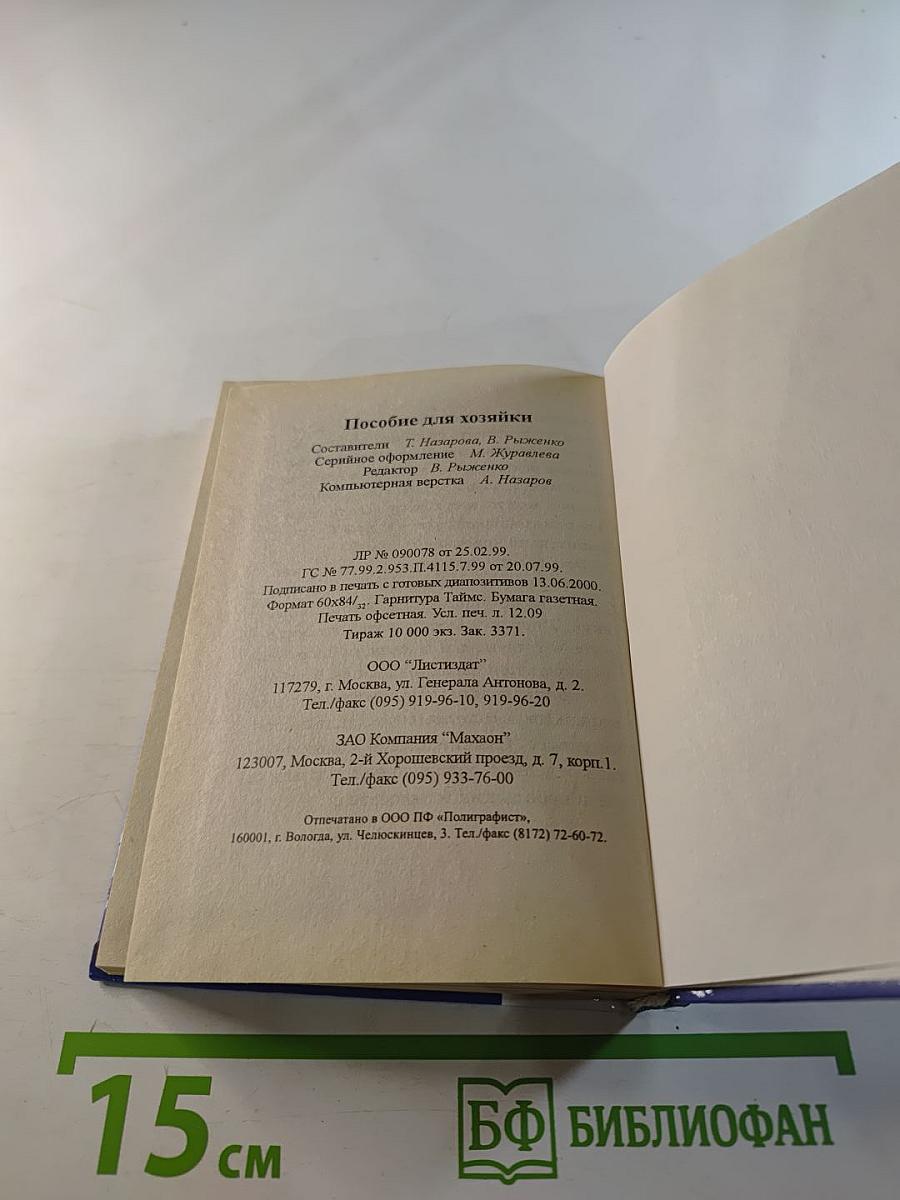 Пособие для хозяйки
Составители Т. Назарова, В. Рыженко
Серийное оформление М. Журавлева
Редактор В. Рыженко
Компьютерная верстка А. Назаров
ЛР № 090078 от 25.02.99.
ГС № 77.99.2.953.П.4115.7.99 от 20.07.99.
Подписано в печать с готовых диапозитивов 13.06.2000.
Формат 60х84/32. Гарнитура Таймс. Бумага газетная.
Печать офсетная. Усл. печ. л. 12.09
Тираж 10 000 экз. Зак. 3371.
ООО “Листиздат”
117279, г. Москва, ул. Генерала Антонова, д. 2.
Тел./факс (095) 919-96-10, 919-96-20
ЗАО Компания “Махаон”
123007, Москва, 2-й Хорошевский проезд, д. 7, корп.1.
Тел./факс (095) 933-76-00
Отпечатано в ООО ПФ «Полиграфист»,
160001, г. Вологда, ул. Челюскинцев, 3. Тел./факс (8172) 72-60-72.
15 см
БФ БИБЛИОФАН